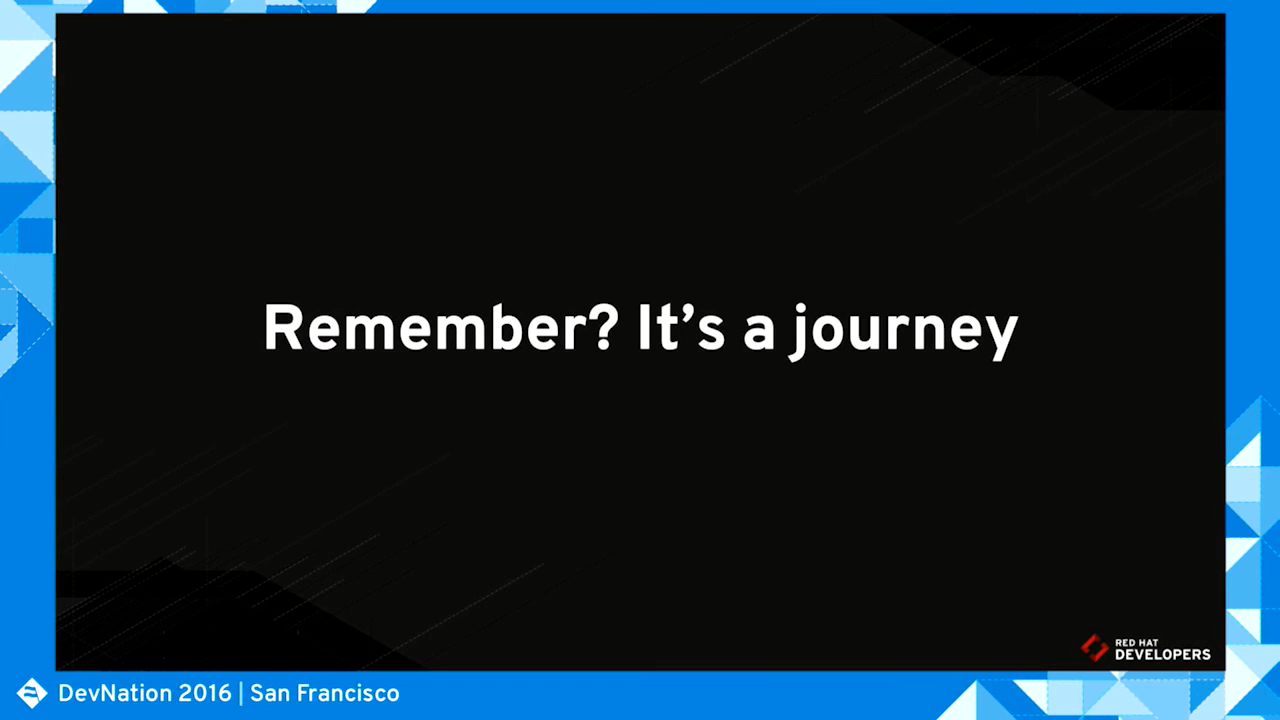 Remember? It’s a journey
RED HAT
DEVELOPERS
DevNation 2016 | San Francisco